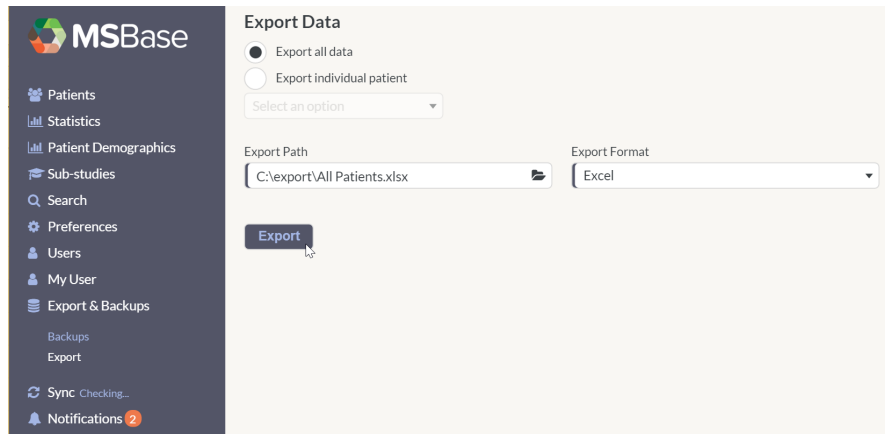 MSBase
Patients
Statistics
Patient Demographics
Sub-studies
Search
Preferences
Users
My User
Export & Backups
Backups
Export
Sync Checking...
Notifications 2
Export Data
Export all data
Export individual patient
Select an option
Export Path
C:\export\All Patients.xlsx
Export Format
Excel
Export